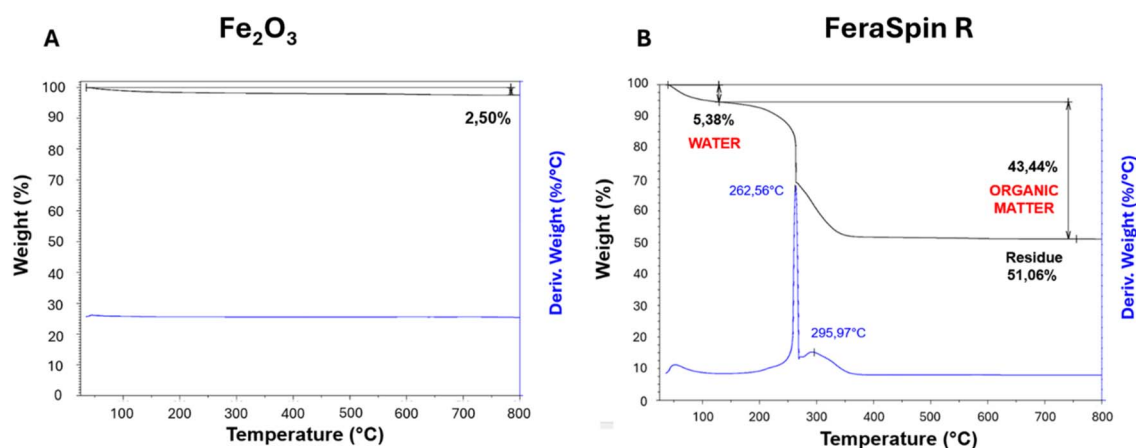 A
Fe₂O₃
100
90
80
70
60
50
40
30
20
10
0
Weight (%)
2,50%
Deriv. Weight (%/°C)
100 200 300 400 500 600 700 800
Temperature (°C)
B
FeraSpin R
100
90
80
70
60
50
40
30
20
10
0
Weight (%)
5,38%
WATER
262,56°C
295,97°C
43,44%
ORGANIC
MATTER
Residue
51,06%
Deriv. Weight (%/°C)
100 200 300 400 500 600 700 800
Temperature (°C)